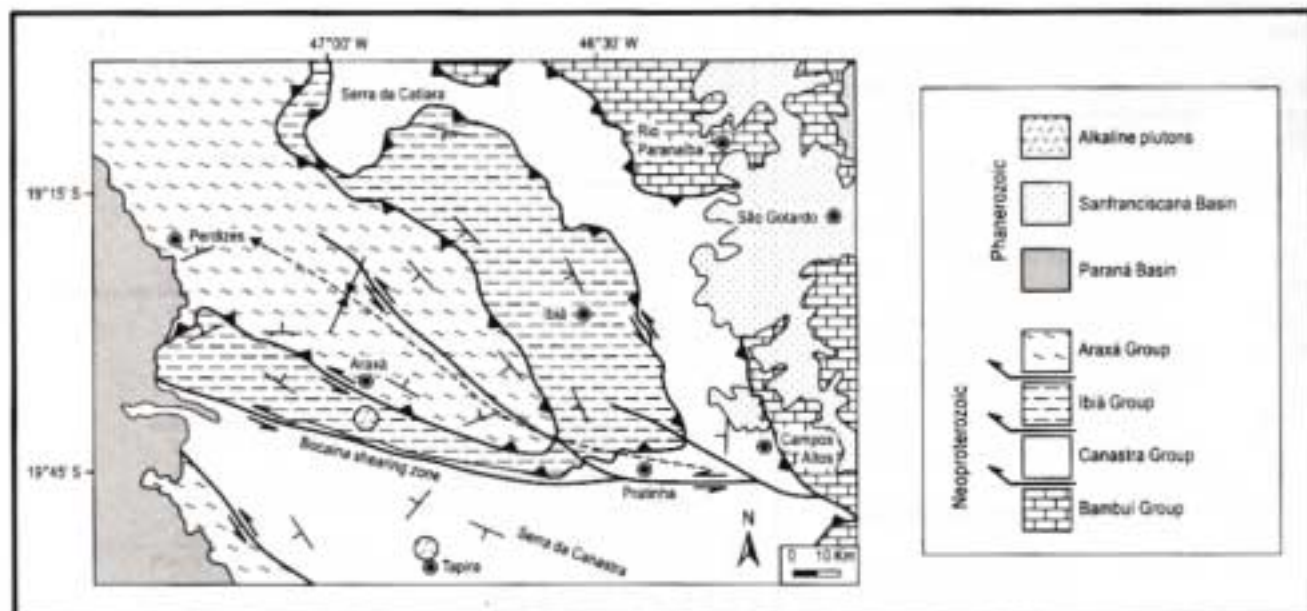 47°00' W
46°30' W
Serra da Catiara
Rio
Paranaíba
19°15' S
São Gotardo
Perdizes
Ibiá
Araxá
Bocaina shearing zone
Campos
Altos
19°45' S
Pratinha
Serra da Canastra
Tapira
N
0 10 Km
Phanerozoic
Alkaline plutons
Sanfranciscana Basin
Paraná Basin
Neoproterozoic
Araxá Group
Ibiá Group
Canastra Group
Bambuí Group